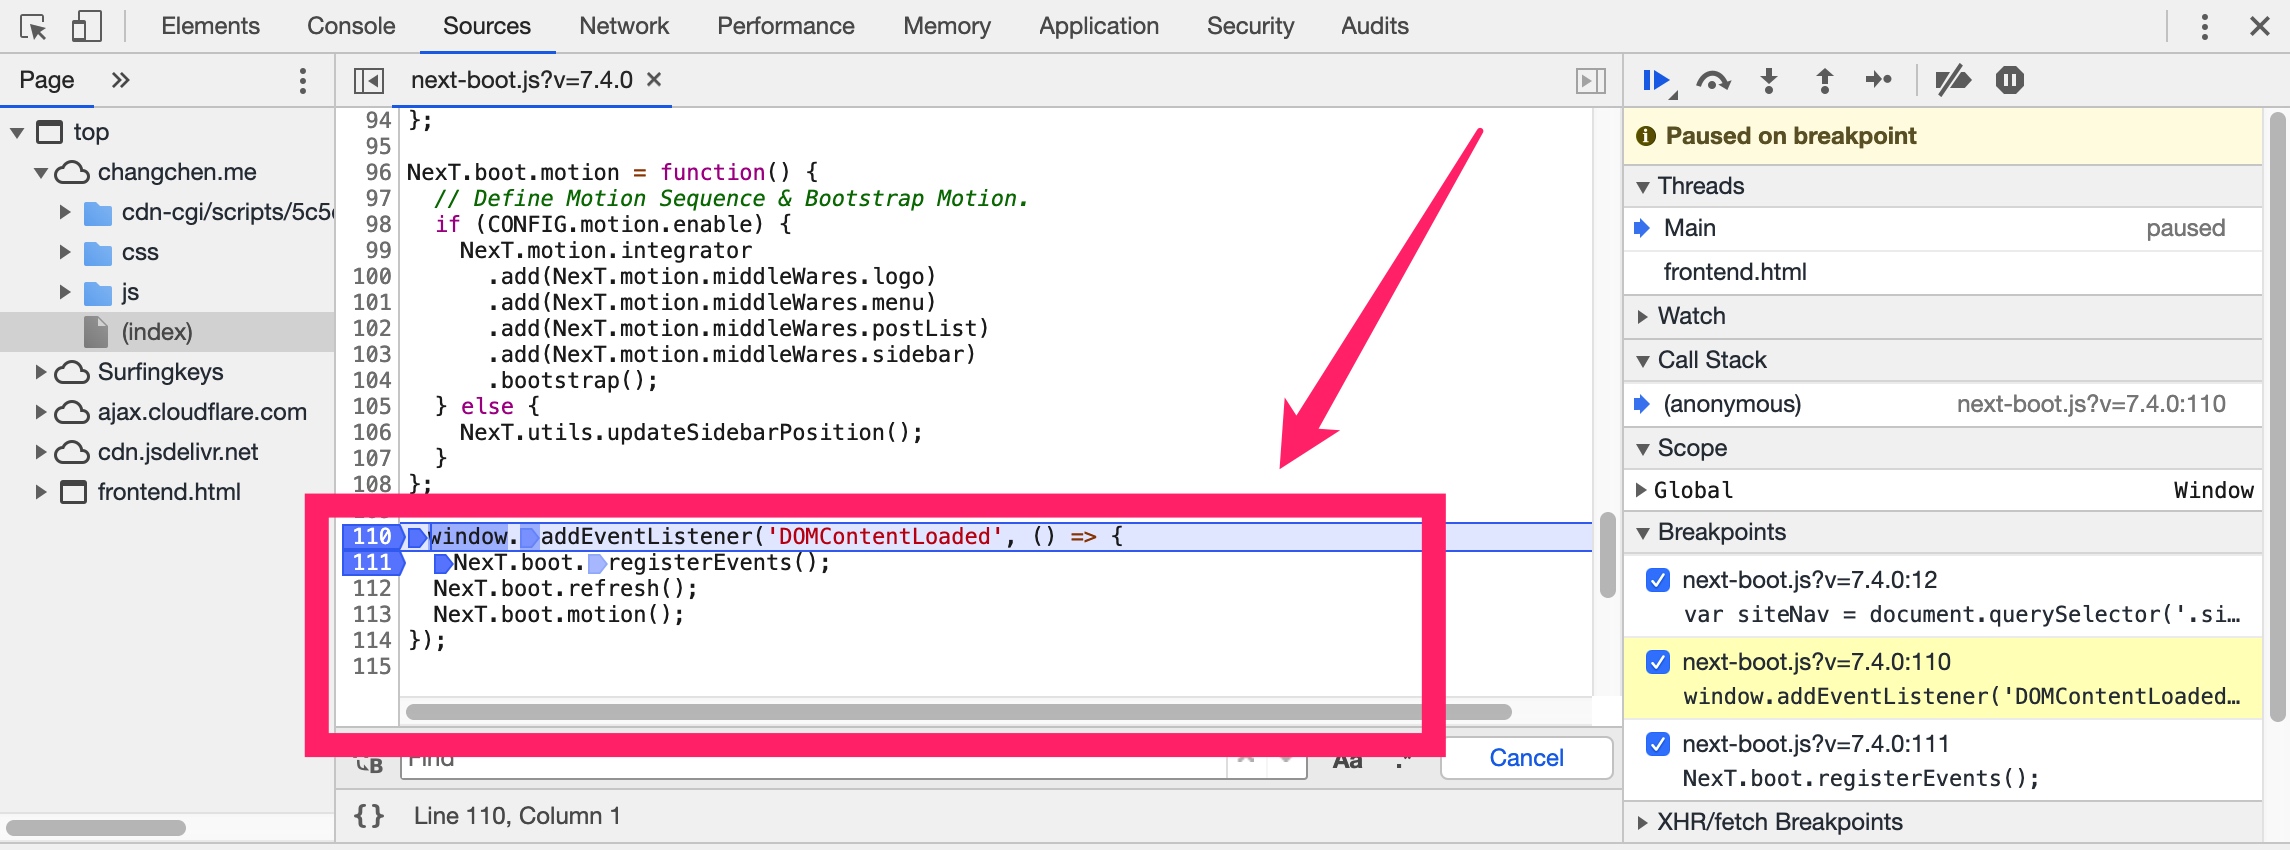 Elements Console Sources Network Performance Memory Application Security Audits
Page
next-boot.js?v=7.4.0
top
changchen.me
cdn-cgi/scripts/5c5
css
js
(index)
Surfingkeys
ajax.cloudflare.com
cdn.jsdelivr.net
frontend.html
94 };
95
96 NexT.boot.motion = function() {
97 // Define Motion Sequence & Bootstrap Motion.
98 if (CONFIG.motion.enable) {
99 NexT.motion.integrator
100 .add(NexT.motion.middleWares.logo)
101 .add(NexT.motion.middleWares.menu)
102 .add(NexT.motion.middleWares.postList)
103 .add(NexT.motion.middleWares.sidebar)
104 .bootstrap();
105 } else {
106 NexT.utils.updateSidebarPosition();
107 }
108 };
110 window.addEventListener('DOMContentLoaded', () => {
111 NexT.boot.registerEvents();
112 NexT.boot.refresh();
113 NexT.boot.motion();
114 });
115
Find
Aa .* Cancel
{} Line 110, Column 1
Paused on breakpoint
Threads
Main paused
frontend.html
Watch
Call Stack
(anonymous) next-boot.js?v=7.4.0:110
Scope
Global Window
Breakpoints
next-boot.js?v=7.4.0:12
var siteNav = document.querySelector('.si…
next-boot.js?v=7.4.0:110
window.addEventListener('DOMContentLoaded…
next-boot.js?v=7.4.0:111
NexT.boot.registerEvents();
XHR/fetch Breakpoints